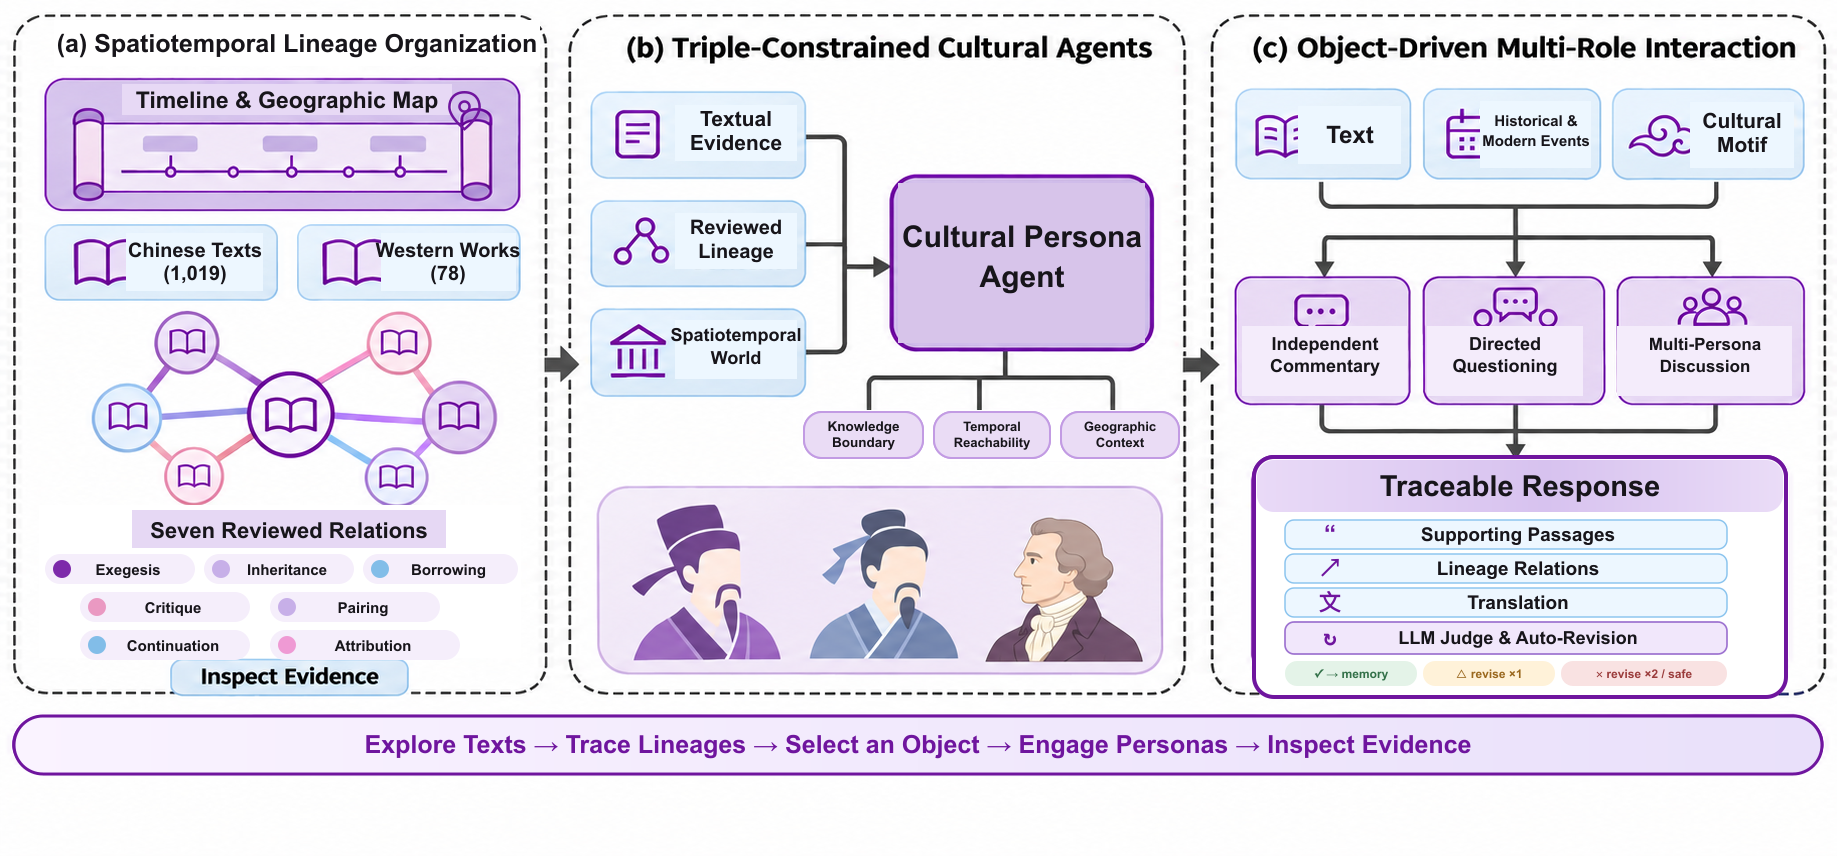 (a) Spatiotemporal Lineage Organization
Timeline & Geographic Map
Chinese Texts
(1,019)
Western Works
(78)
Seven Reviewed Relations
Exegesis
Inheritance
Borrowing
Critique
Pairing
Continuation
Attribution
Inspect Evidence
(b) Triple-Constrained Cultural Agents
Textual
Evidence
Reviewed
Lineage
Spatiotemporal
World
Cultural Persona
Agent
Knowledge
Boundary
Temporal
Reachability
Geographic
Context
(c) Object-Driven Multi-Role Interaction
Text
Historical &
Modern Events
Cultural
Motif
Independent
Commentary
Directed
Questioning
Multi-Persona
Discussion
Traceable Response
“ Supporting Passages
↗ Lineage Relations
文 Translation
↻ LLM Judge & Auto-Revision
✓→ memory
△ revise ×1
× revise ×2 / safe
Explore Texts → Trace Lineages → Select an Object → Engage Personas → Inspect Evidence